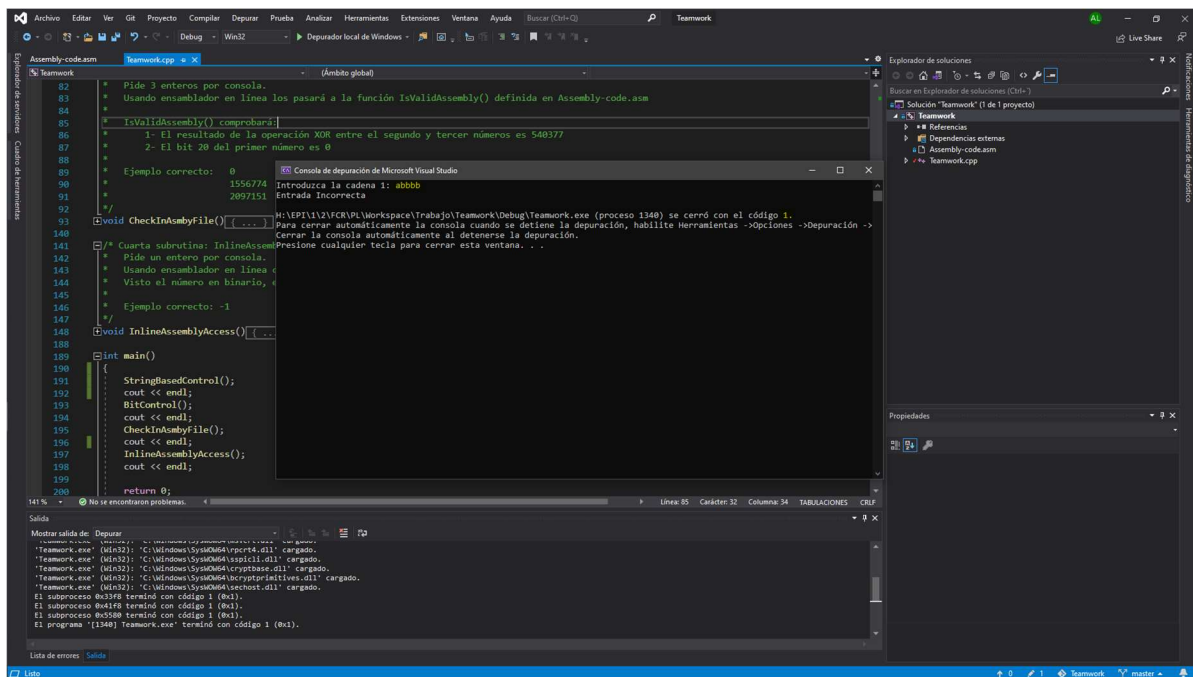 Archivo Editar Ver Git Proyecto Compilar Depurar Prueba Analizar Herramientas Extensiones Ventana Ayuda Buscar (Ctrl+Q) Teamwork AL
Debug Win32 Depurador local de Windows Live Share
Explorador de servidores
Cuadro de herramientas
Assembly-code.asm Teamwork.cpp
Teamwork (Ámbito global)
82 * Pide 3 enteros por consola.
83 * Usando ensamblador en línea los pasará a la función IsValidAssembly() definida en Assembly-code.asm
84 *
85 * IsValidAssembly() comprobará:
86 * 1- El resultado de la operación XOR entre el segundo y tercer números es 540377
87 * 2- El bit 20 del primer número es 0
88 *
89 * Ejemplo correcto: 0
90 * 1556774
91 * 2097151
92 */
93 void CheckInAsmbyFile() { ... }
140
141 /* Cuarta subrutina: InlineAssemb
142 * Pide un entero por consola.
143 * Usando ensamblador en línea
144 * Visto el número en binario,
145 *
146 * Ejemplo correcto: -1
147 */
148 void InlineAssemblyAccess() { ..
188
189 int main()
190 {
191 StringBasedControl();
192 cout << endl;
193 BitControl();
194 cout << endl;
195 CheckInAsmbyFile();
196 cout << endl;
197 InlineAssemblyAccess();
198 cout << endl;
199
200 return 0;
Consola de depuración de Microsoft Visual Studio
Introduzca la cadena 1: abbbb
Entrada Incorrecta
H:\EPI\1\2\FCR\PL\Workspace\Trabajo\Teamwork\Debug\Teamwork.exe (proceso 1340) se cerró con el código 1.
Para cerrar automáticamente la consola cuando se detiene la depuración, habilite Herramientas ->Opciones ->Depuración ->
Cerrar la consola automáticamente al detenerse la depuración.
Presione cualquier tecla para cerrar esta ventana. . .
141 % No se encontraron problemas. Línea: 85 Carácter: 32 Columna: 34 TABULACIONES CRLF
Salida
Mostrar salida de: Depurar
'Teamwork.exe' (Win32): 'C:\Windows\SysWOW64\rpcrt4.dll' cargado.
'Teamwork.exe' (Win32): 'C:\Windows\SysWOW64\sspicli.dll' cargado.
'Teamwork.exe' (Win32): 'C:\Windows\SysWOW64\cryptbase.dll' cargado.
'Teamwork.exe' (Win32): 'C:\Windows\SysWOW64\bcryptprimitives.dll' cargado.
'Teamwork.exe' (Win32): 'C:\Windows\SysWOW64\sechost.dll' cargado.
El subproceso 0x33f8 terminó con código 1 (0x1).
El subproceso 0x41f8 terminó con código 1 (0x1).
El subproceso 0x5580 terminó con código 1 (0x1).
El programa '[1340] Teamwork.exe' terminó con código 1 (0x1).
Lista de errores Salida
Explorador de soluciones
Buscar en Explorador de soluciones (Ctrl+´)
Solución "Teamwork" (1 de 1 proyecto)
Teamwork
Referencias
Dependencias externas
Assembly-code.asm
Teamwork.cpp
Propiedades
Notificaciones
Herramientas de diagnóstico
Listo 0 1 Teamwork master